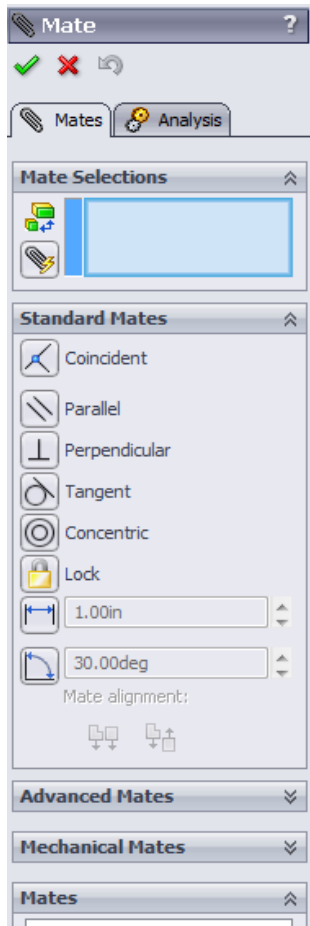 Mate ?
Mates Analysis
Mate Selections
Standard Mates
Coincident
Parallel
Perpendicular
Tangent
Concentric
Lock
1.00in
30.00deg
Mate alignment:
Advanced Mates
Mechanical Mates
Mates